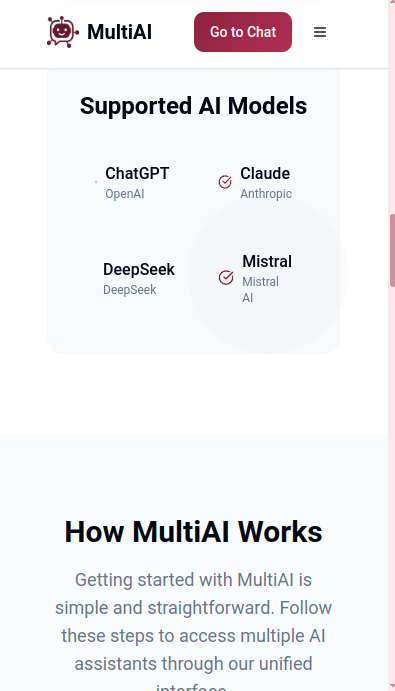 MultiAI
Go to Chat
Supported AI Models
ChatGPT
OpenAI
Claude
Anthropic
DeepSeek
DeepSeek
Mistral
Mistral
AI
How MultiAI Works
Getting started with MultiAI is
simple and straightforward. Follow
these steps to access multiple AI
assistants through our unified
interface.